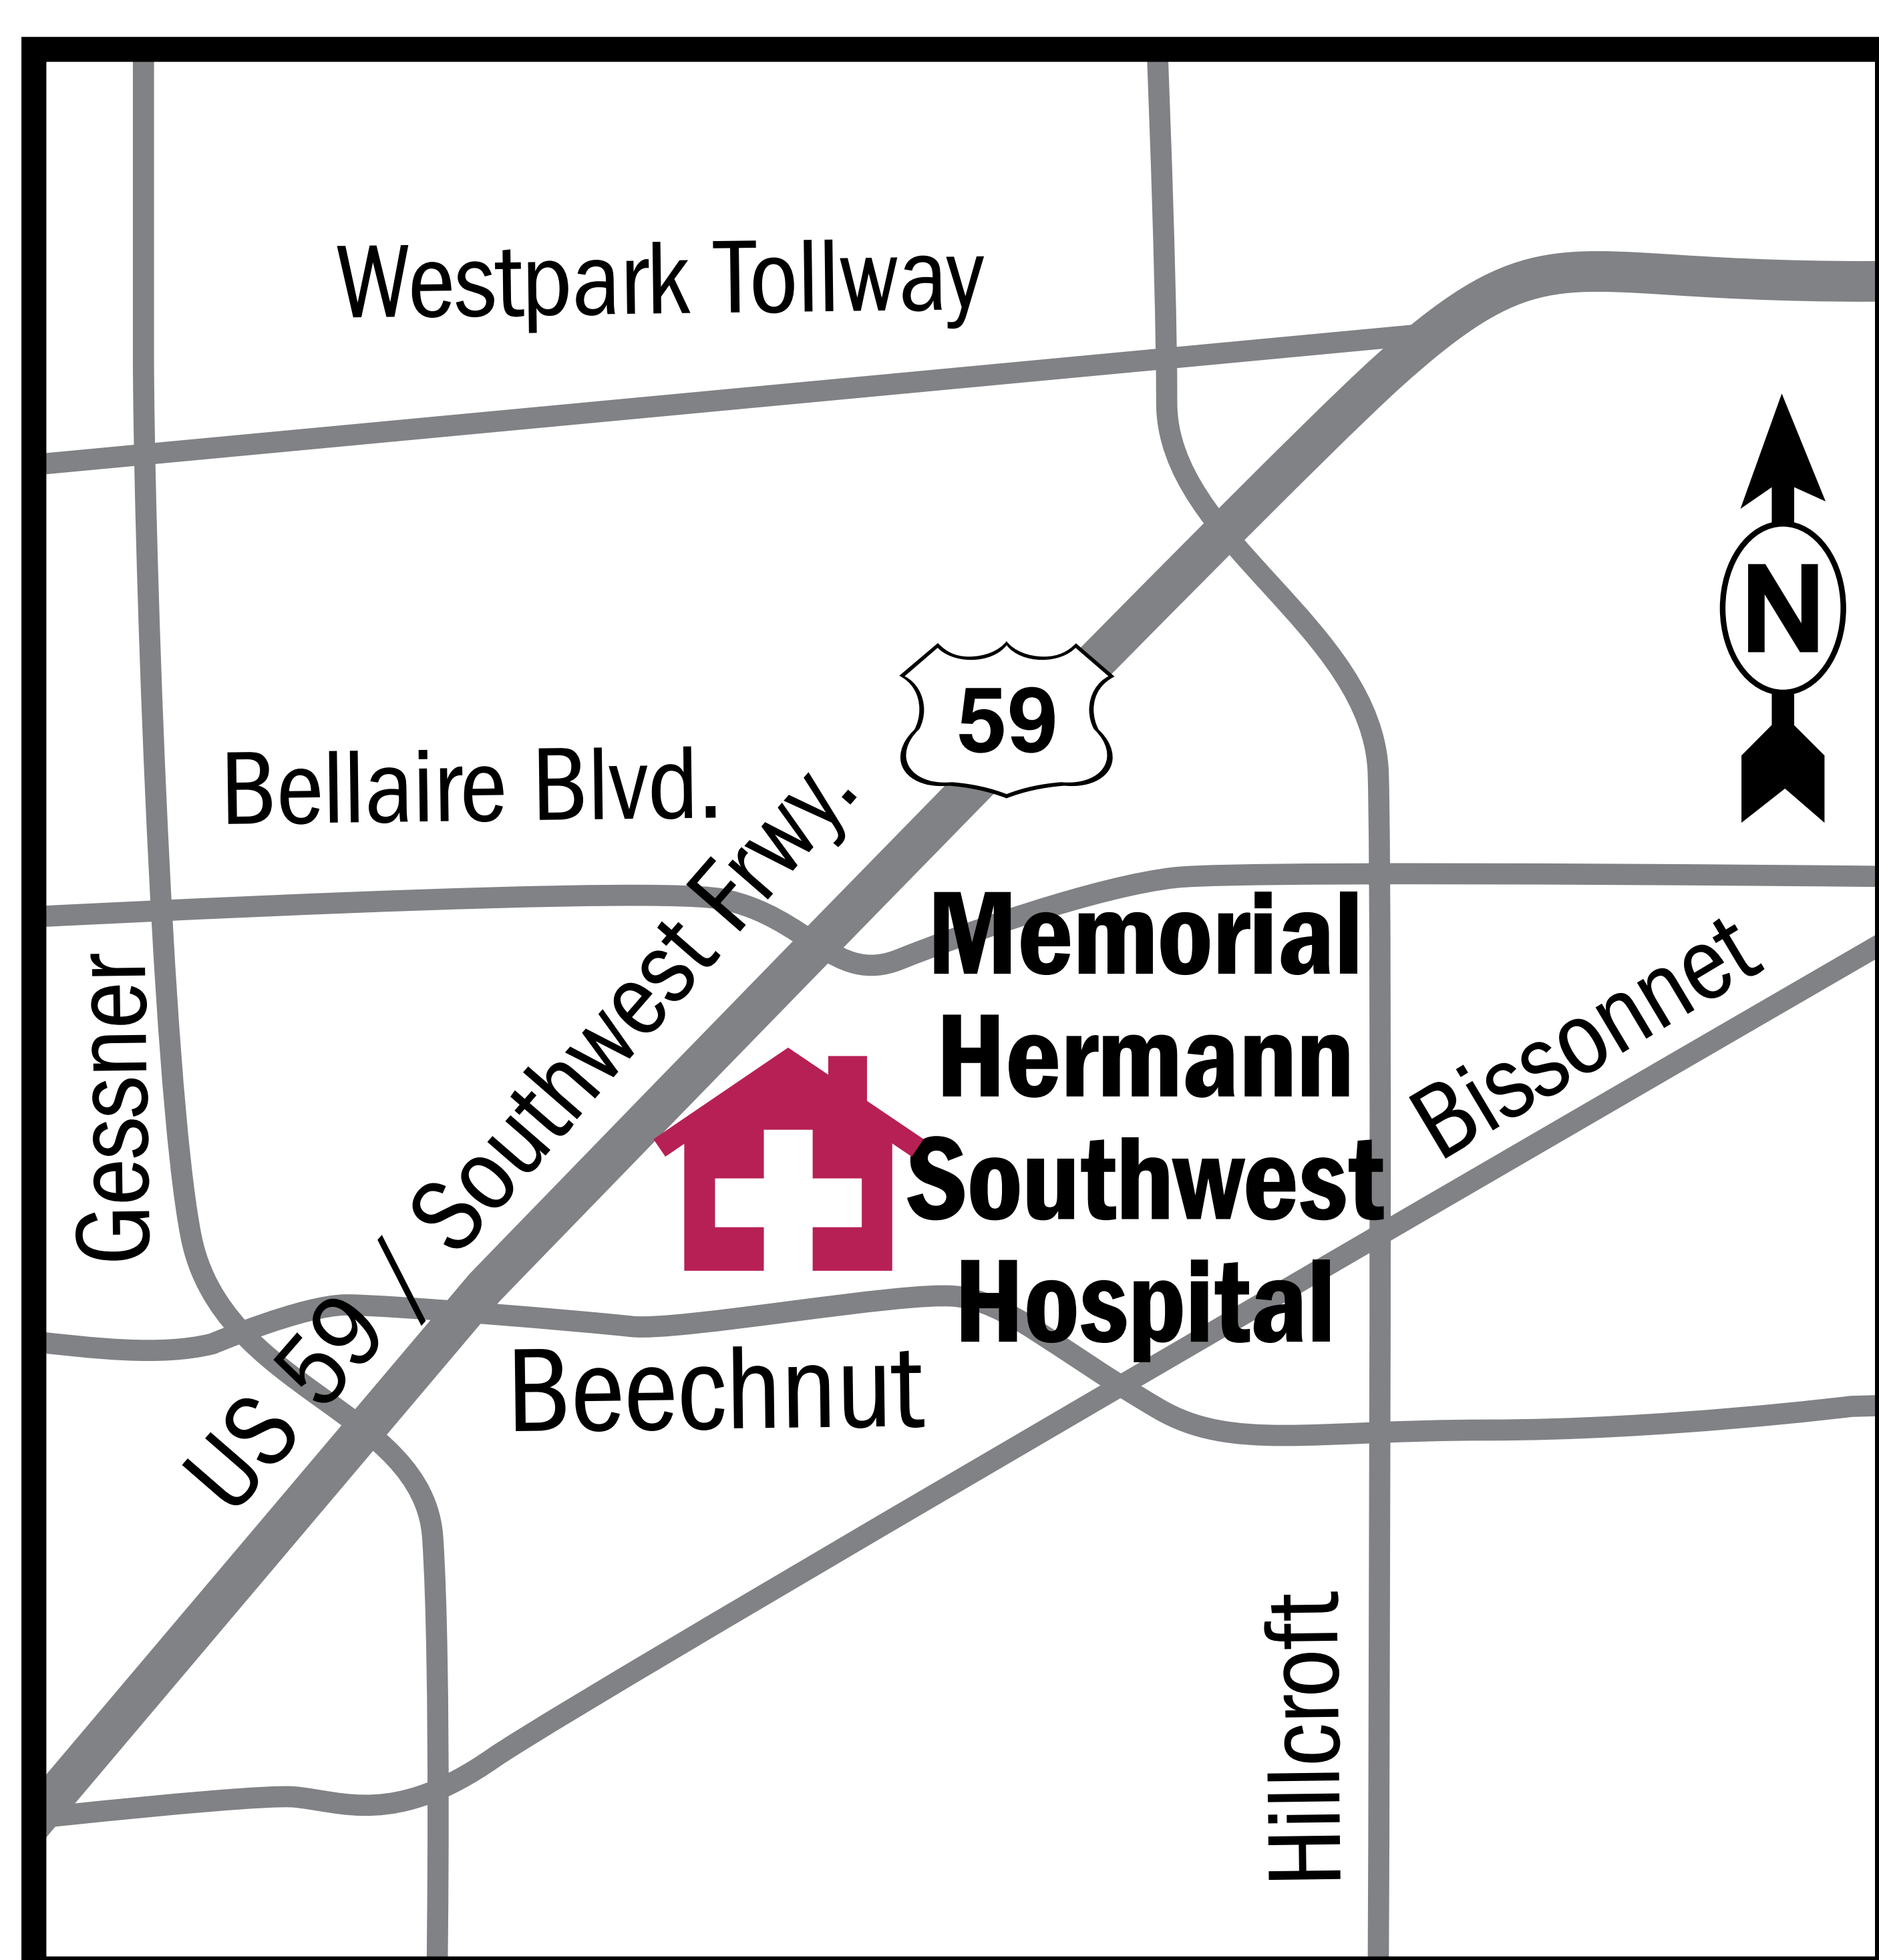 Westpark Tollway
N
59
Bellaire Blvd.
US 59 / Southwest Frwy.
Memorial
Hermann
Southwest
Hospital
Gessner
Bissonnet
Beechnut
Hillcroft